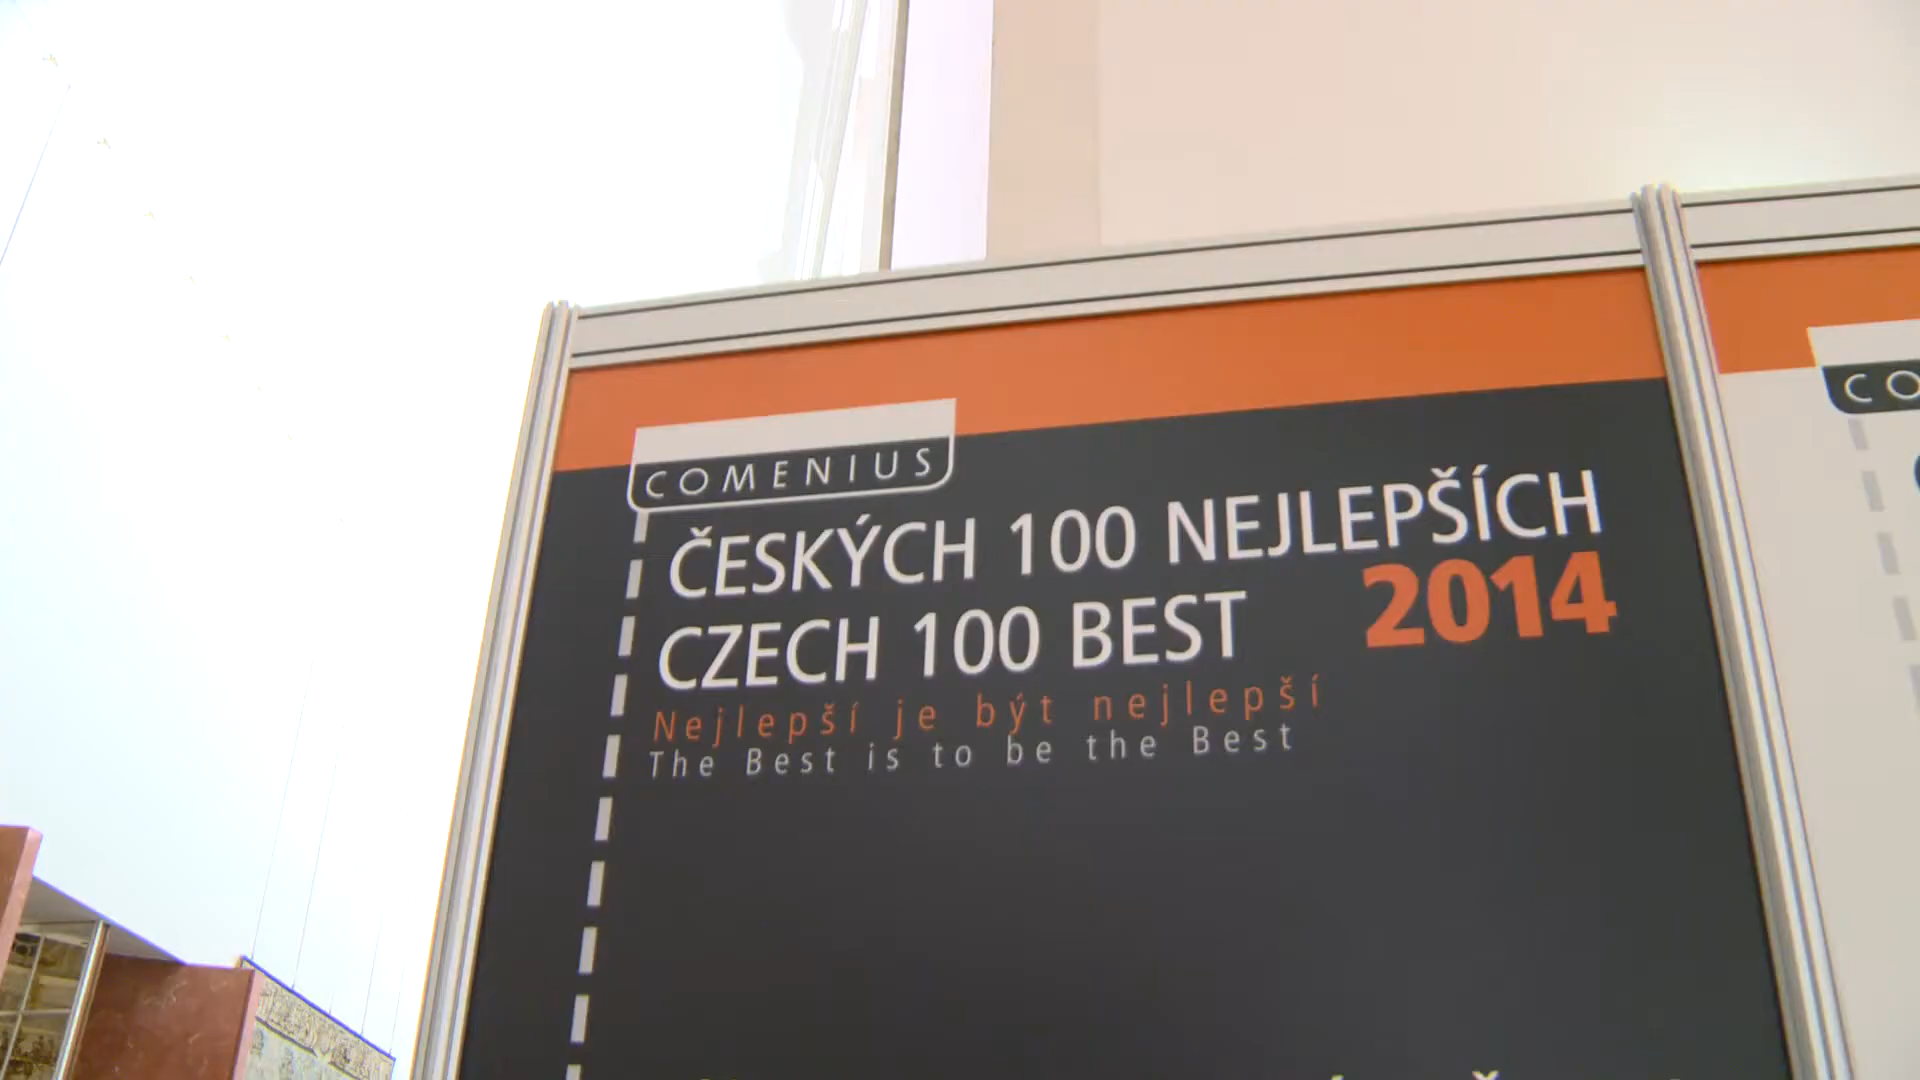 COMENIUS
ČESKÝCH 100 NEJLEPŠÍCH
CZECH 100 BEST 2014
Nejlepší je být nejlepší
The Best is to be the Best
CO